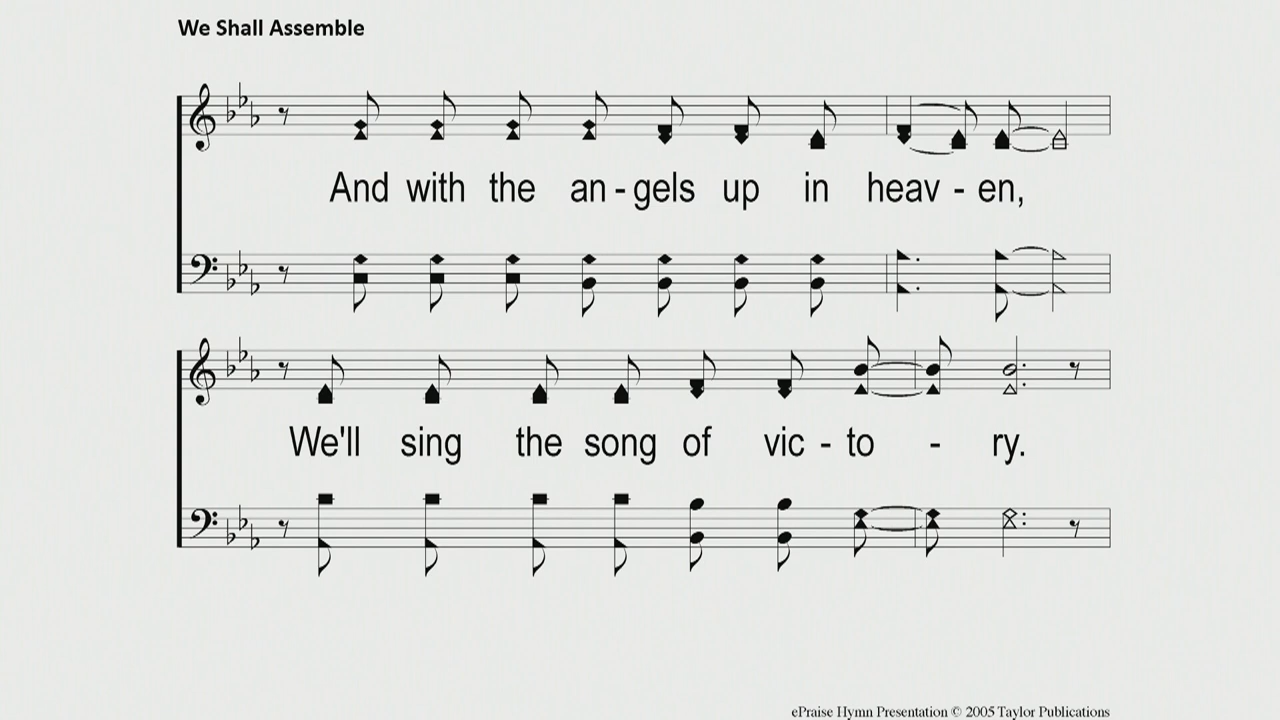 We Shall Assemble
And with the an - gels up in heav - en,
We'll sing the song of vic - to - ry.
ePraise Hymn Presentation © 2005 Taylor Publications